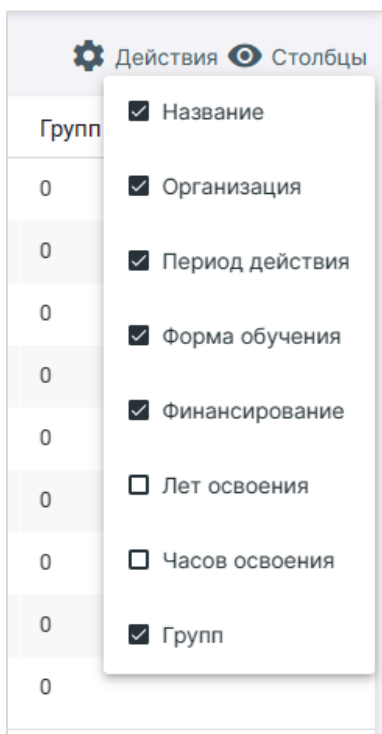 Действия Столбцы
Групп
Название
0
Организация
0
Период действия
0
Форма обучения
0
Финансирование
0
Лет освоения
0
Часов освоения
0
Групп
0
0